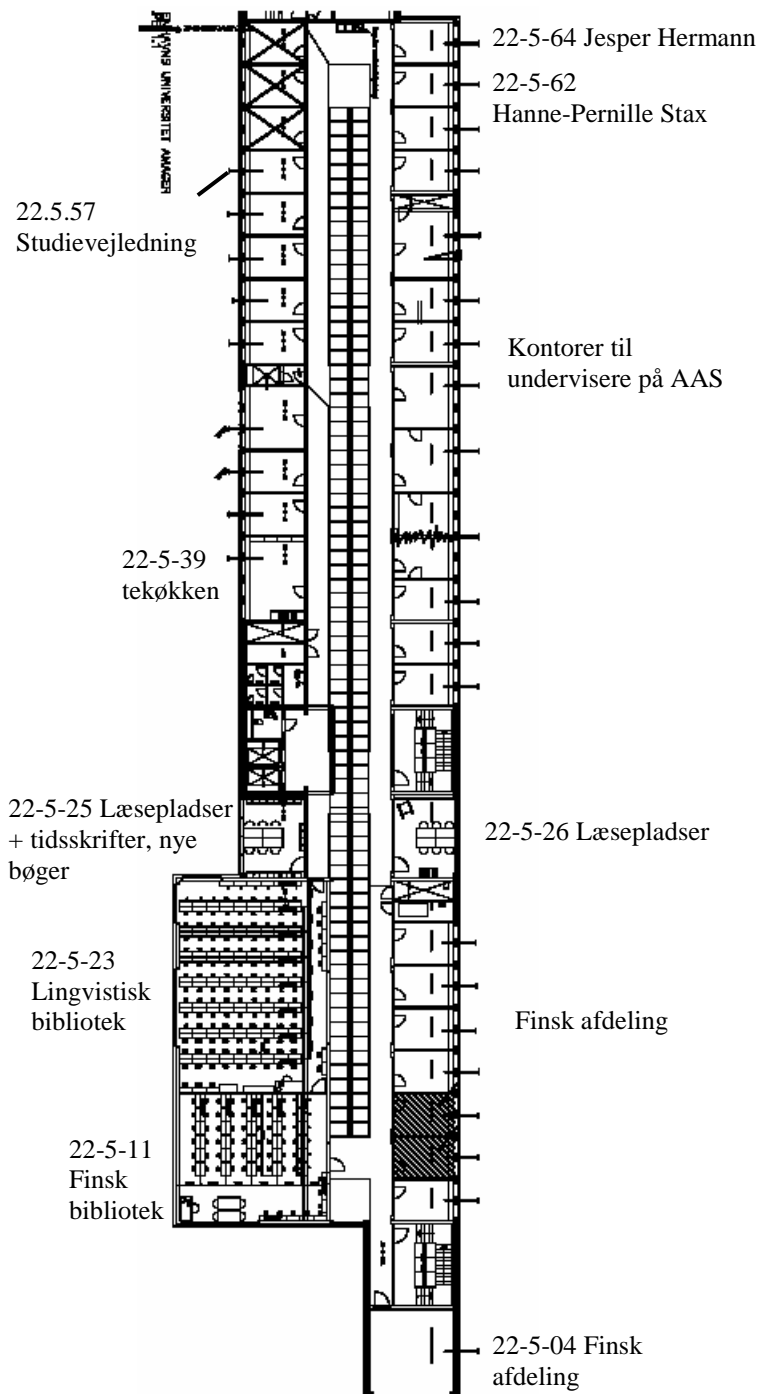 22-5-64 Jesper Hermann
22-5-62
Hanne-Pernille Stax
22.5.57
Studievejledning
Kontorer til
undervisere på AAS
22-5-39
tekøkken
22-5-25 Læsepladser
+ tidsskrifter, nye
bøger
22-5-26 Læsepladser
22-5-23
Lingvistisk
bibliotek
Finsk afdeling
22-5-11
Finsk
bibliotek
22-5-04 Finsk
afdeling
UNIVERSITET AMAGER